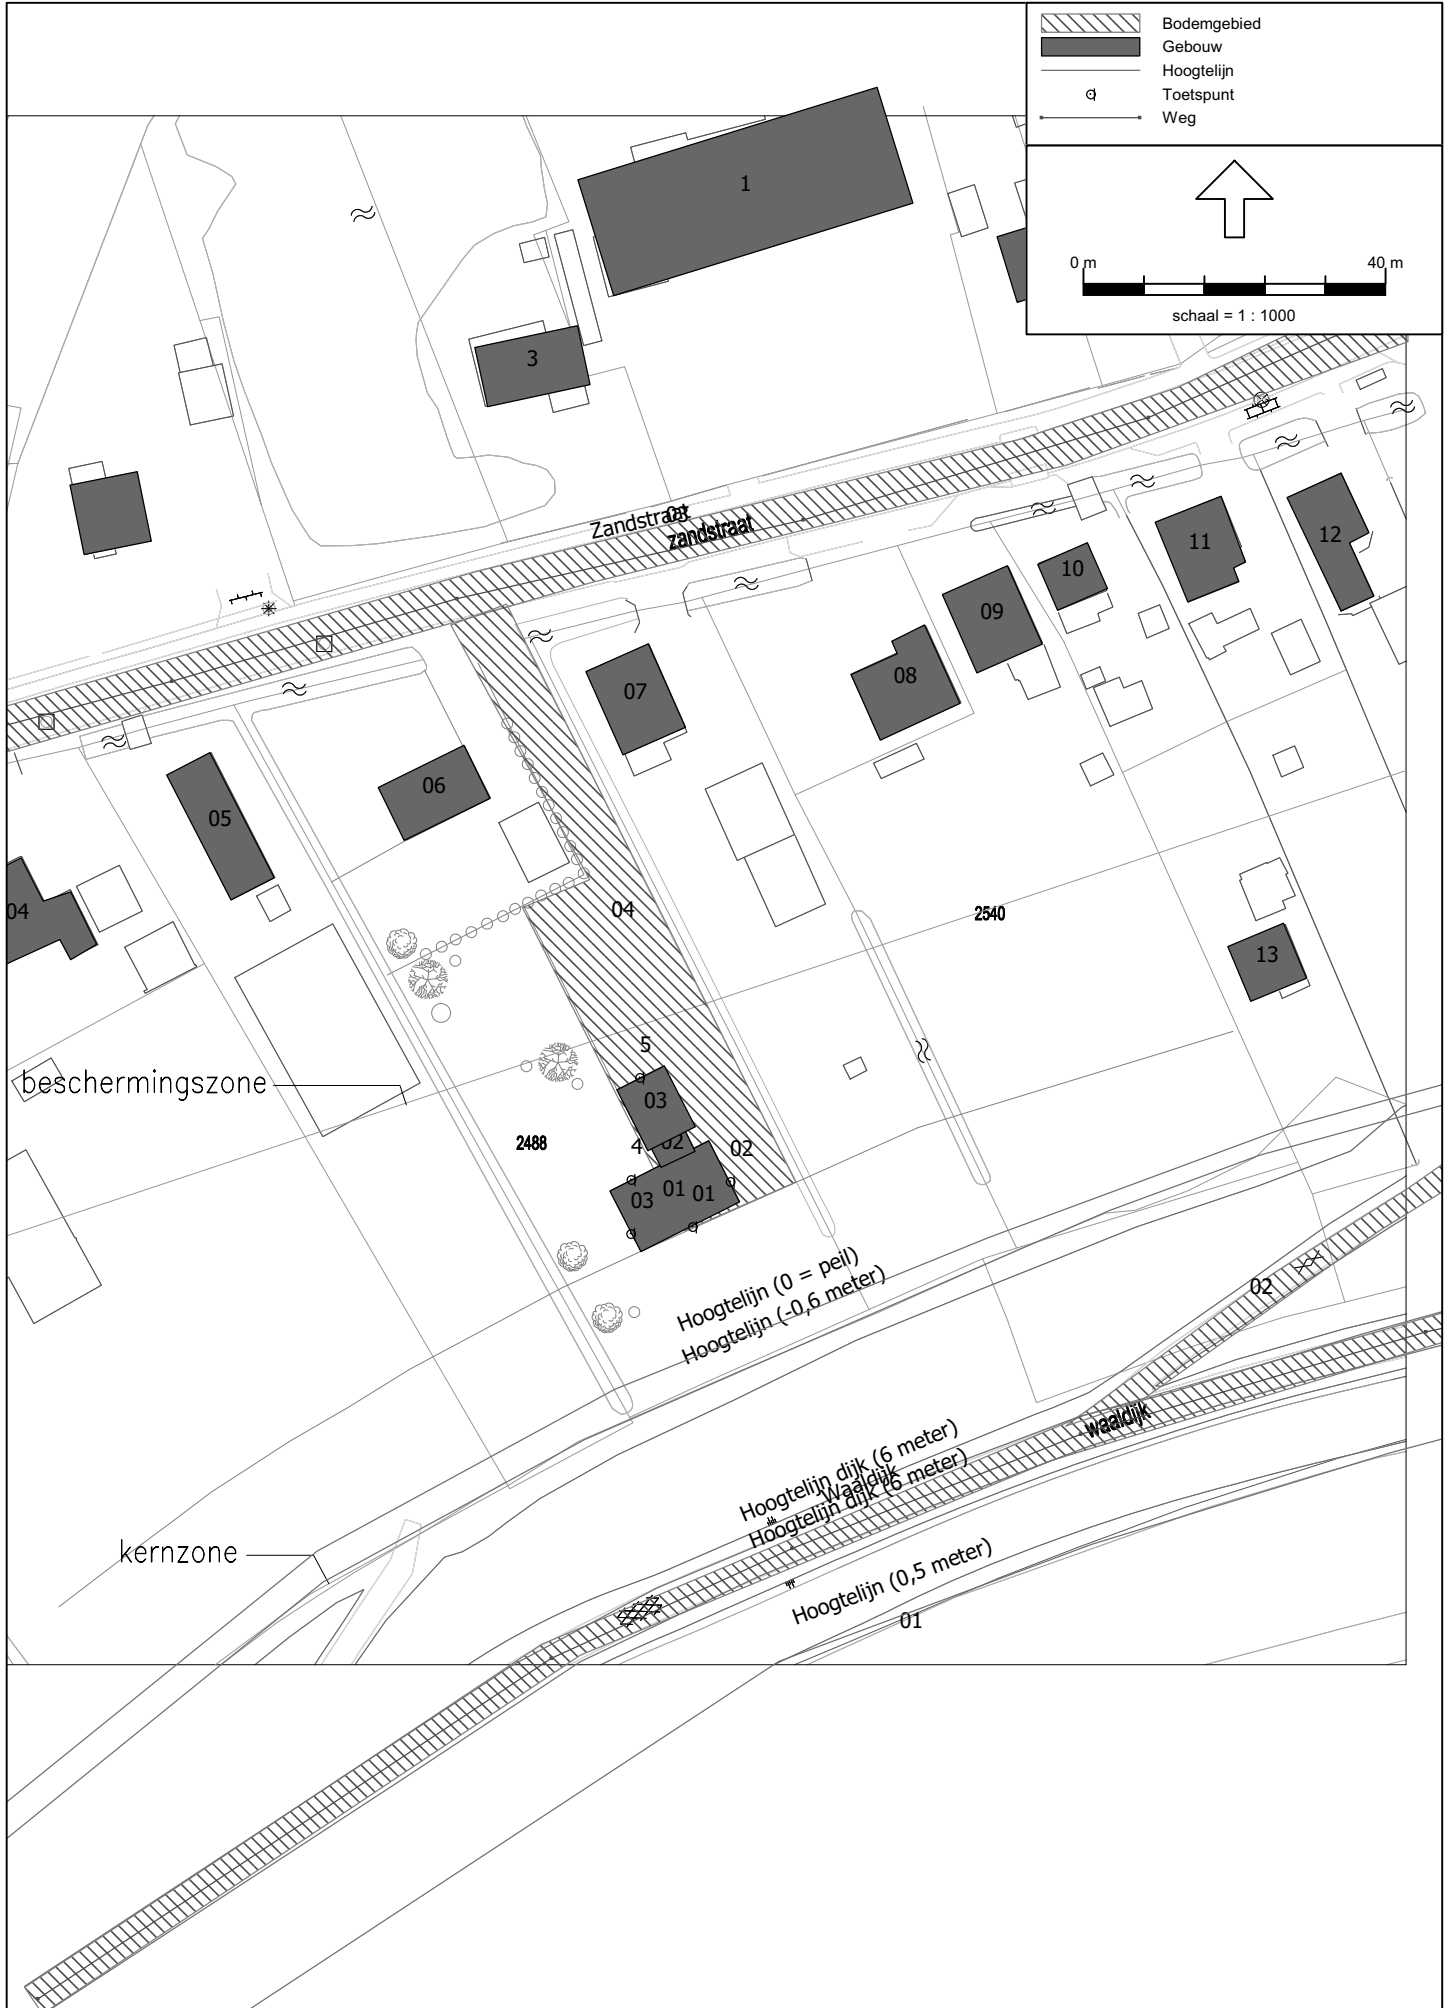 Bodemgebied
Gebouw
Hoogtelijn
Toetspunt
Weg
0 m 40 m
schaal = 1 : 1000
1
3
Zandstraat
03
zandstraat
12
11
10
09
08
07
06
05
04
04
2540
13
5
beschermingszone
03
2488
4
02
02
01
01
03
Hoogtelijn (0 = peil)
Hoogtelijn (-0,6 meter)
02
waaldijk
Hoogtelijn dijk (6 meter)
Waaldijk
Hoogtelijn dijk (6 meter)
kernzone
Hoogtelijn (0,5 meter)
01